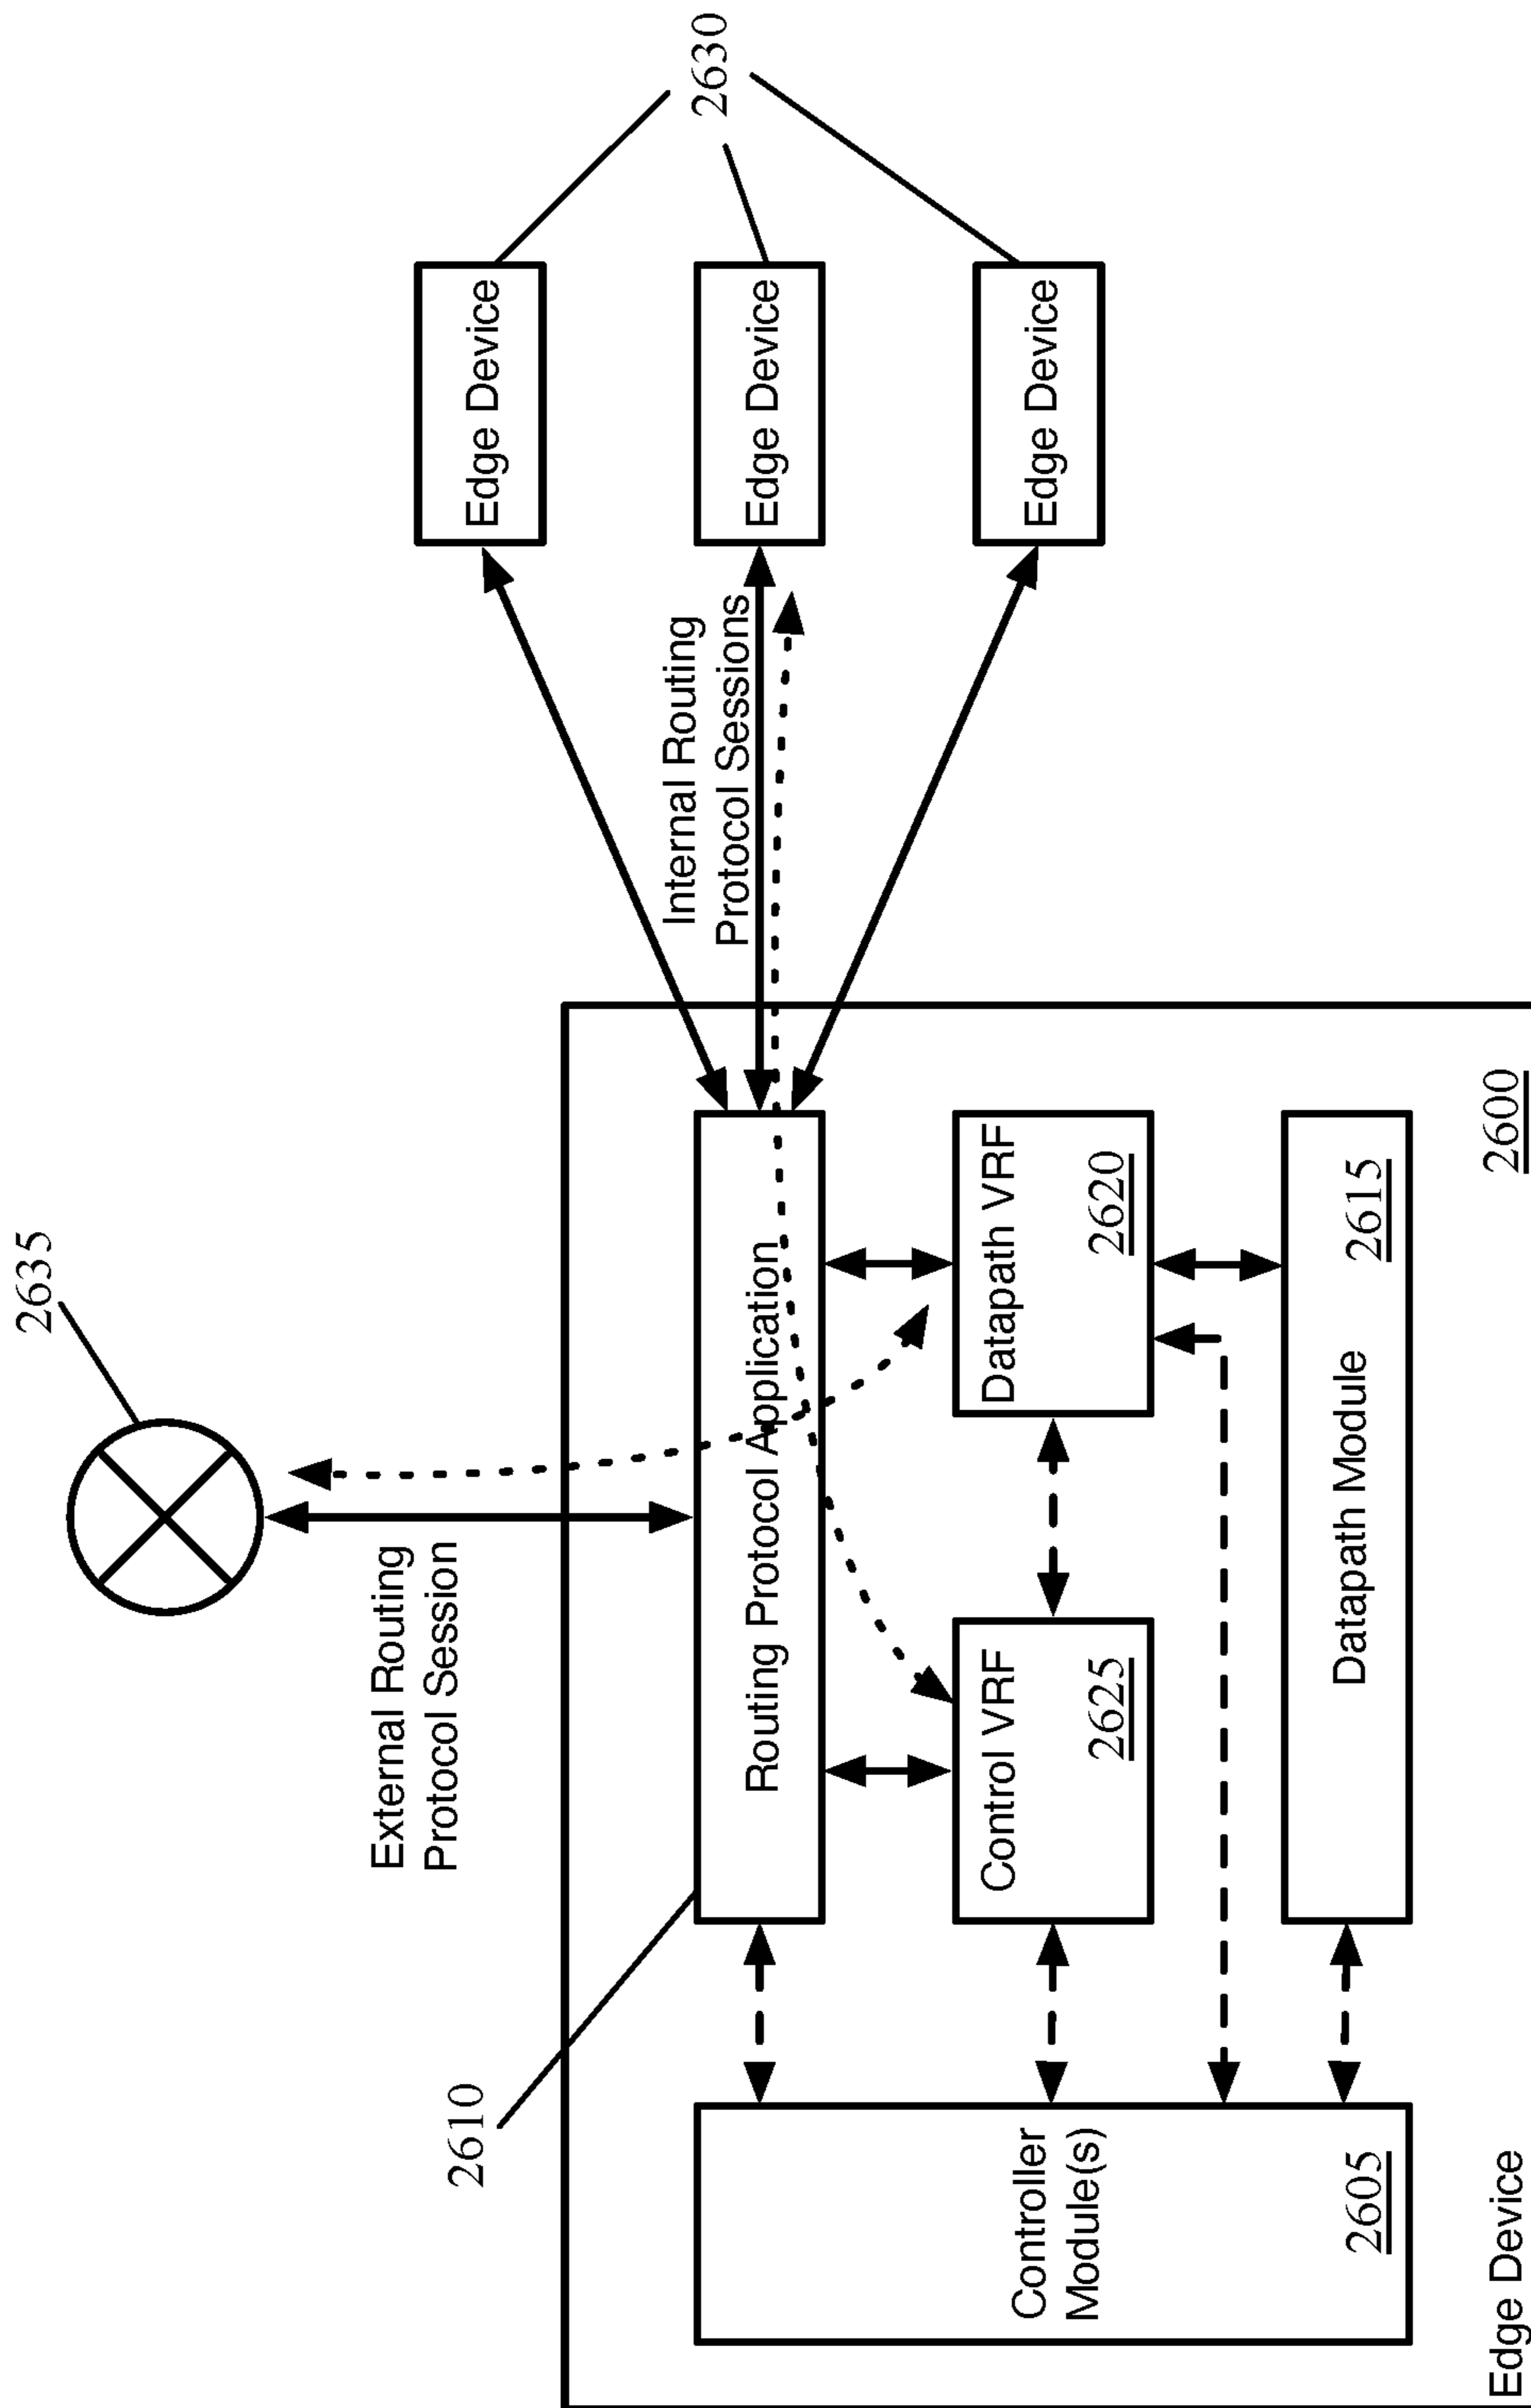 2635
External Routing
Protocol Session
2610
Internal Routing
Protocol Sessions
2630
Edge Device
Edge Device
Edge Device
Routing Protocol Application
Controller
Module(s)
2605
Control VRF
2625
Datapath VRF
2620
Datapath Module
2615
Edge Device
2600